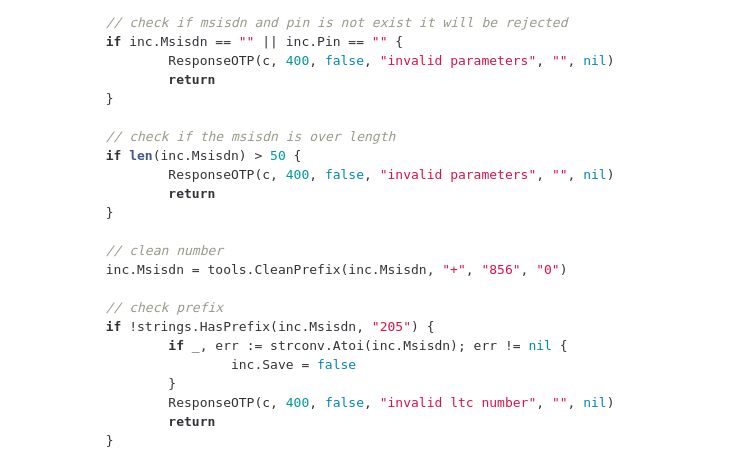 // check if msisdn and pin is not exist it will be rejected
if inc.Msisdn == "" || inc.Pin == "" {
ResponseOTP(c, 400, false, "invalid parameters", "", nil)
return
}
// check if the msisdn is over length
if len(inc.Msisdn) > 50 {
ResponseOTP(c, 400, false, "invalid parameters", "", nil)
return
}
// clean number
inc.Msisdn = tools.CleanPrefix(inc.Msisdn, "+", "856", "0")
// check prefix
if !strings.HasPrefix(inc.Msisdn, "205") {
if _, err := strconv.Atoi(inc.Msisdn); err != nil {
inc.Save = false
}
ResponseOTP(c, 400, false, "invalid ltc number", "", nil)
return
}